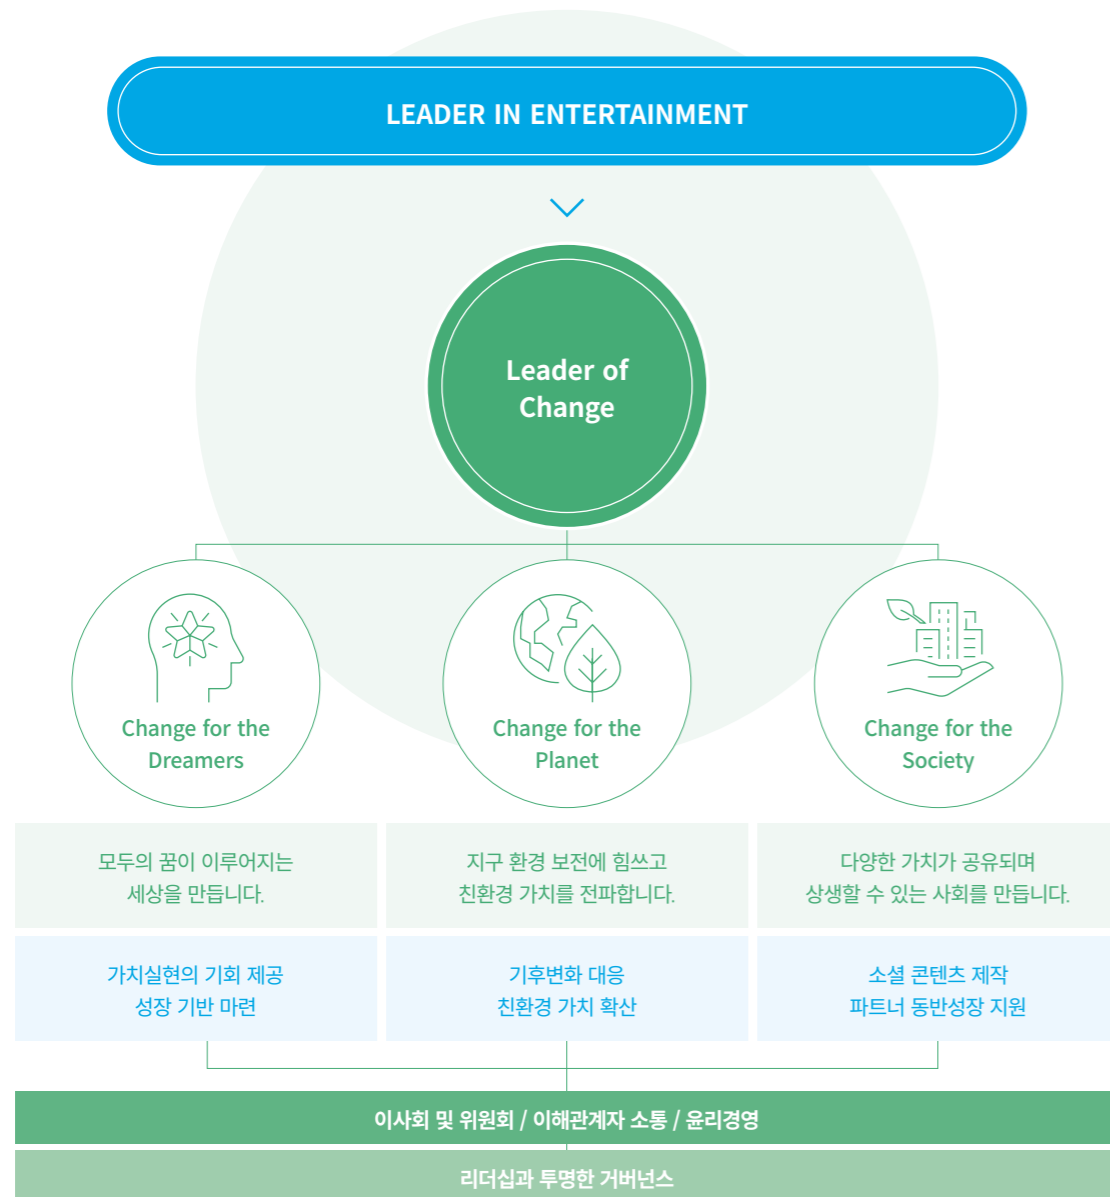 LEADER IN ENTERTAINMENT
Leader of
Change
Change for the
Dreamers
Change for the
Planet
Change for the
Society
모두의 꿈이 이루어지는
세상을 만듭니다.
지구 환경 보전에 힘쓰고
친환경 가치를 전파합니다.
다양한 가치가 공유되며
상생할 수 있는 사회를 만듭니다.
가치실현의 기회 제공
성장 기반 마련
기후변화 대응
친환경 가치 확산
소셜 콘텐츠 제작
파트너 동반성장 지원
이사회 및 위원회 / 이해관계자 소통 / 윤리경영
리더십과 투명한 거버넌스